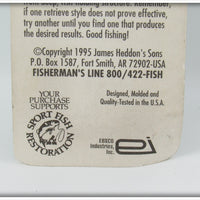 if one retrieve style does not prove effective,
try another until you find the one that
produces the desired results. Good fishing!
©Copyright 1995 James Heddon's Sons
P.O. Box 1587, Fort Smith, AR 72902-USA
FISHERMAN'S LINE 800/422-FISH
YOUR
PURCHASE
SUPPORTS
SPORT FISH
RESTORATION
Designed, Molded and
Quality-Tested in the U.S.A.
EBSCO
Industries, Inc.
ei